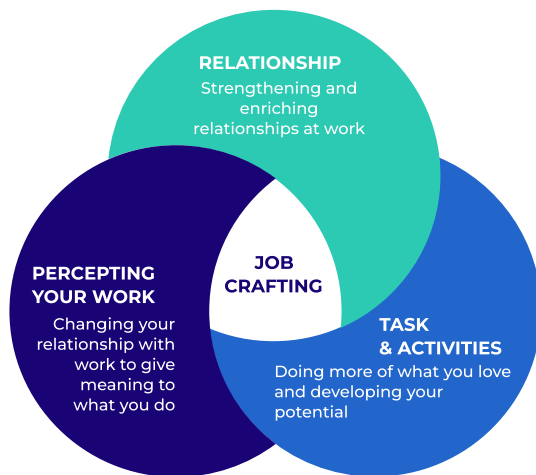 RELATIONSHIP
Strengthening and
enriching
relationships at work
JOB
CRAFTING
PERCEPTING
YOUR WORK
Changing your
relationship with
work to give
meaning to
what you do
TASK
& ACTIVITIES
Doing more of what you love
and developing your
potential